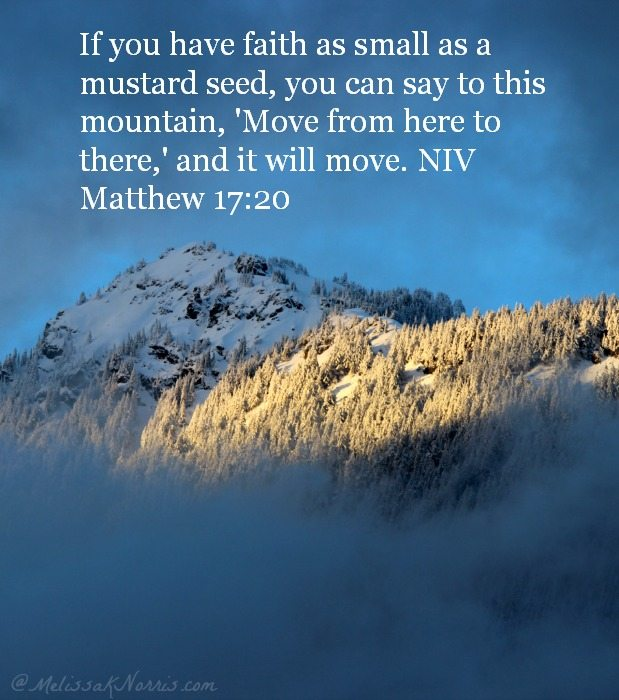 If you have faith as small as a
mustard seed, you can say to this
mountain, 'Move from here to
there,' and it will move. NIV
Matthew 17:20
@MelissaKNorris.com